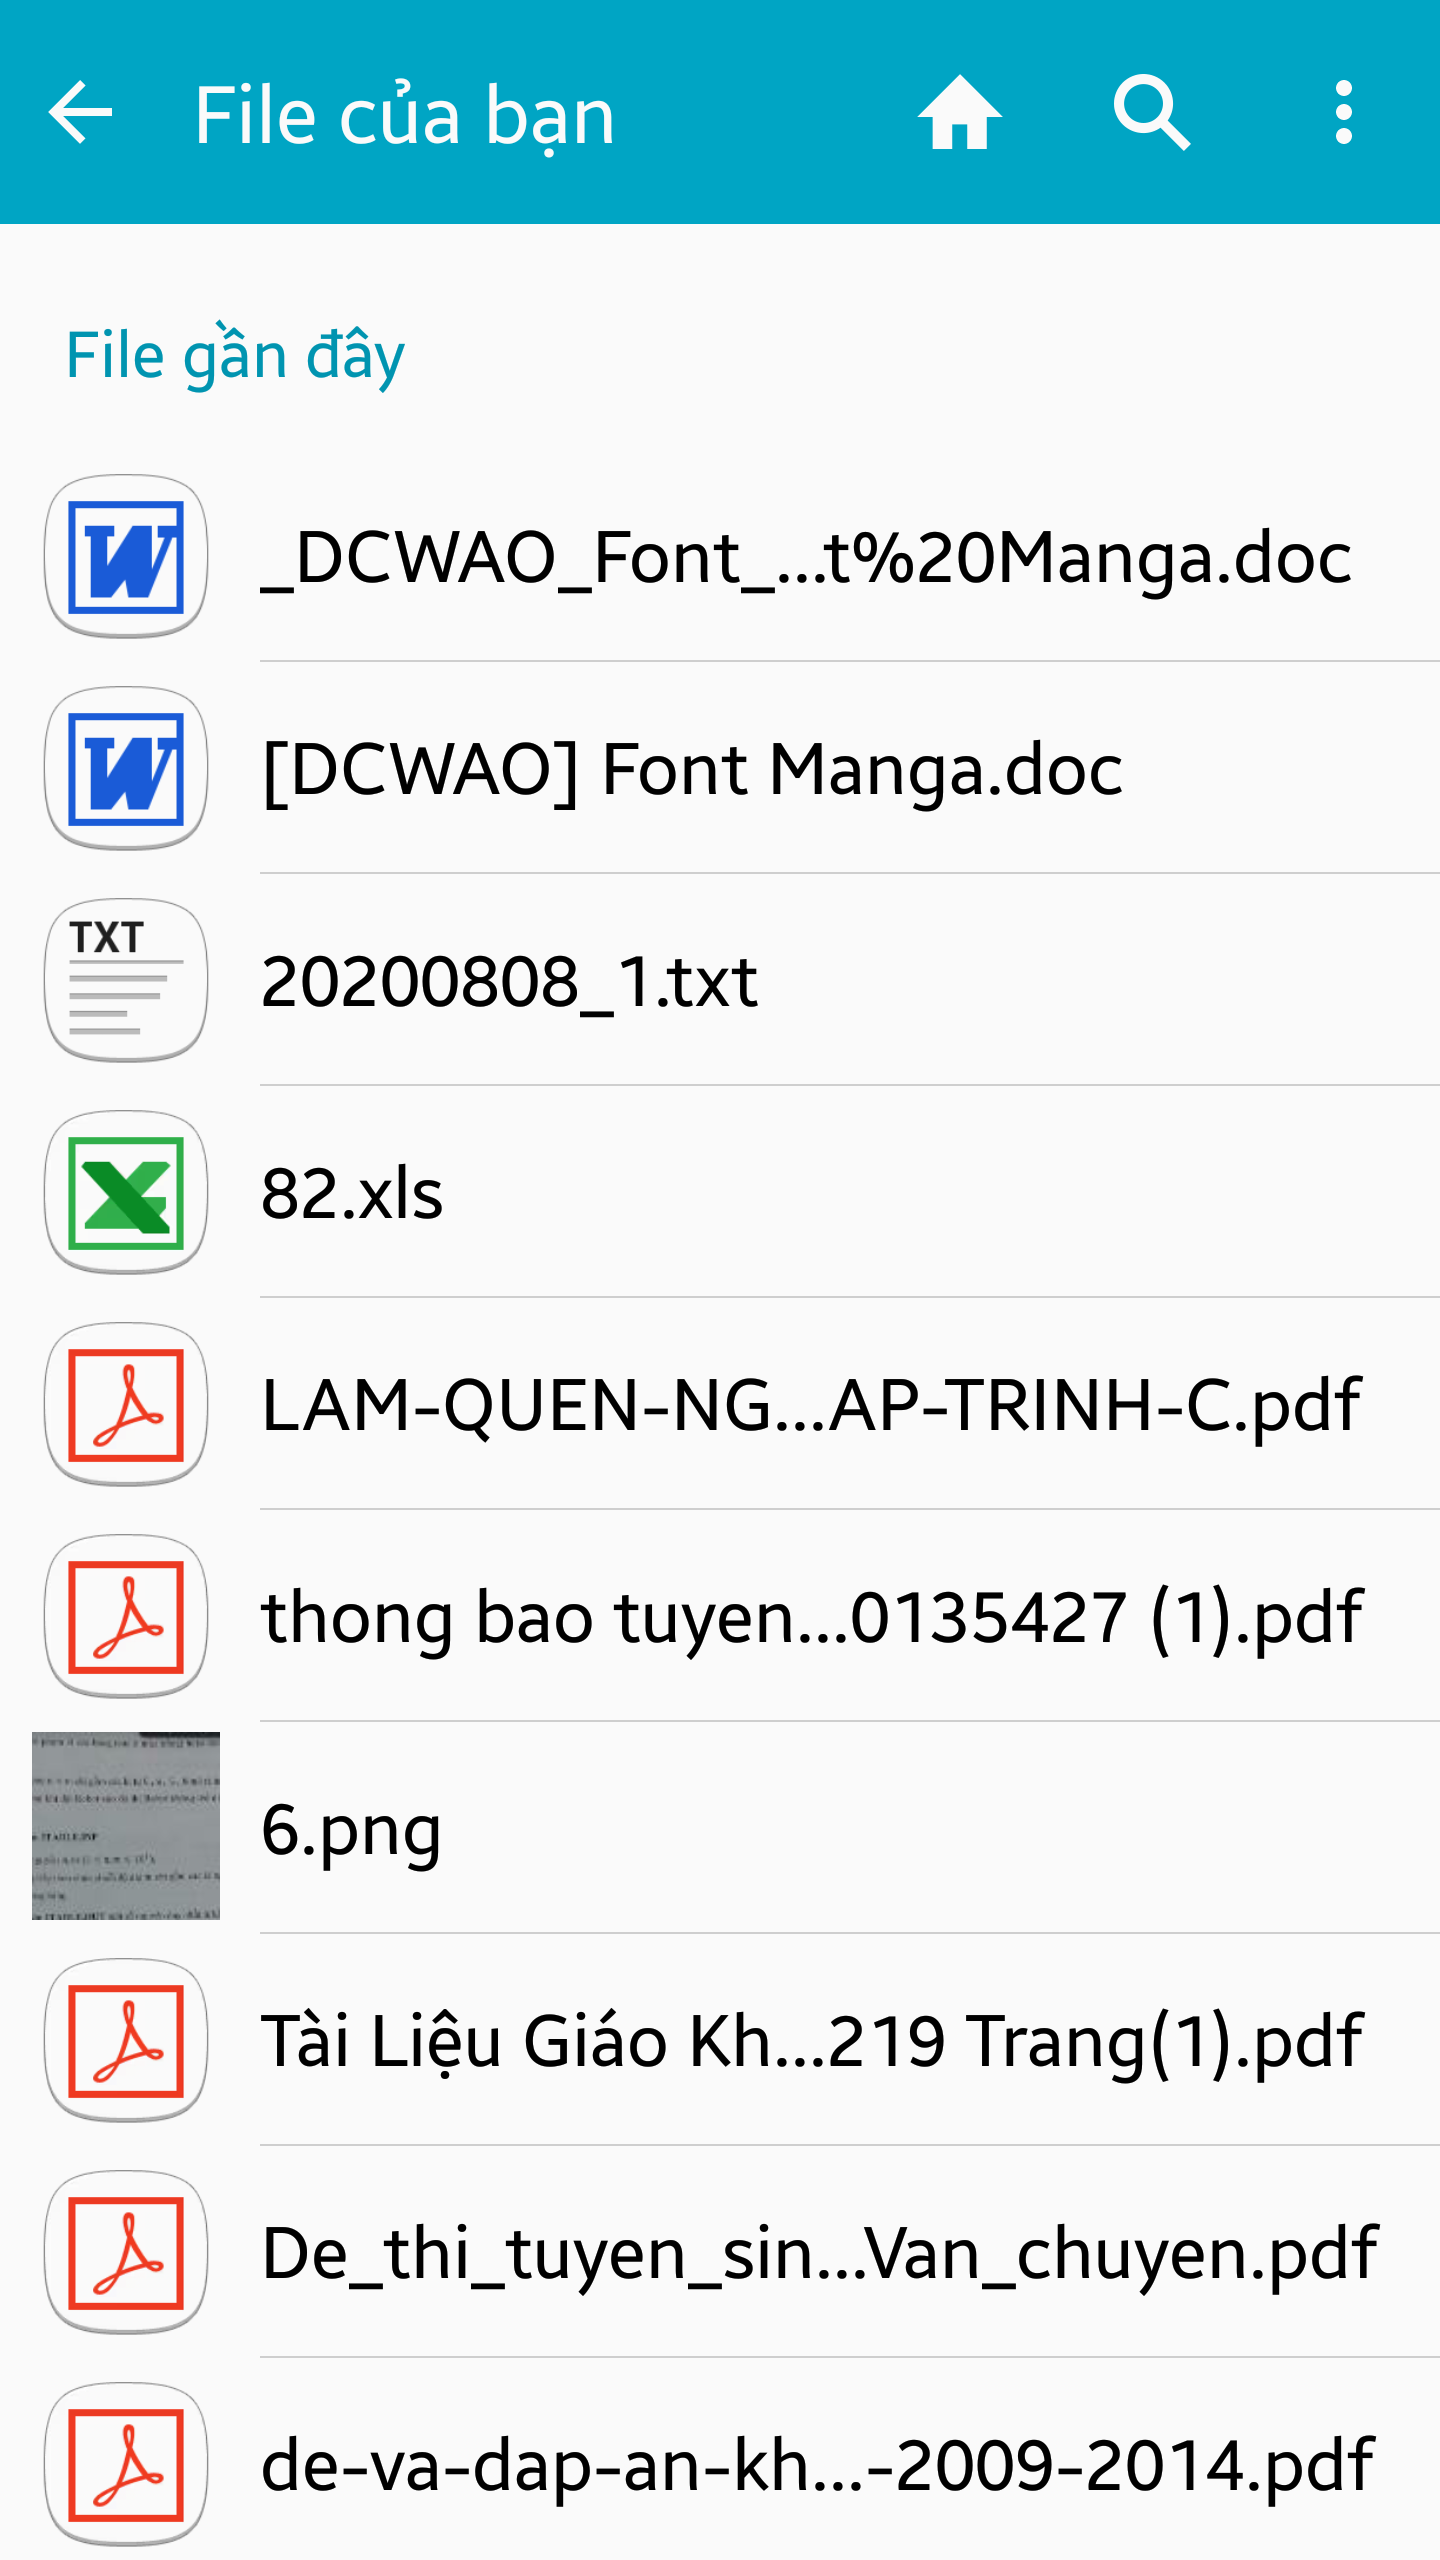 File của bạn
File gần đây
_DCWAO_Font_...t%20Manga.doc
[DCWAO] Font Manga.doc
TXT
20200808_1.txt
82.xls
LAM-QUEN-NG...AP-TRINH-C.pdf
thong bao tuyen...0135427 (1).pdf
6.png
Tài Liệu Giáo Kh...219 Trang(1).pdf
De_thi_tuyen_sin...Van_chuyen.pdf
de-va-dap-an-kh...-2009-2014.pdf